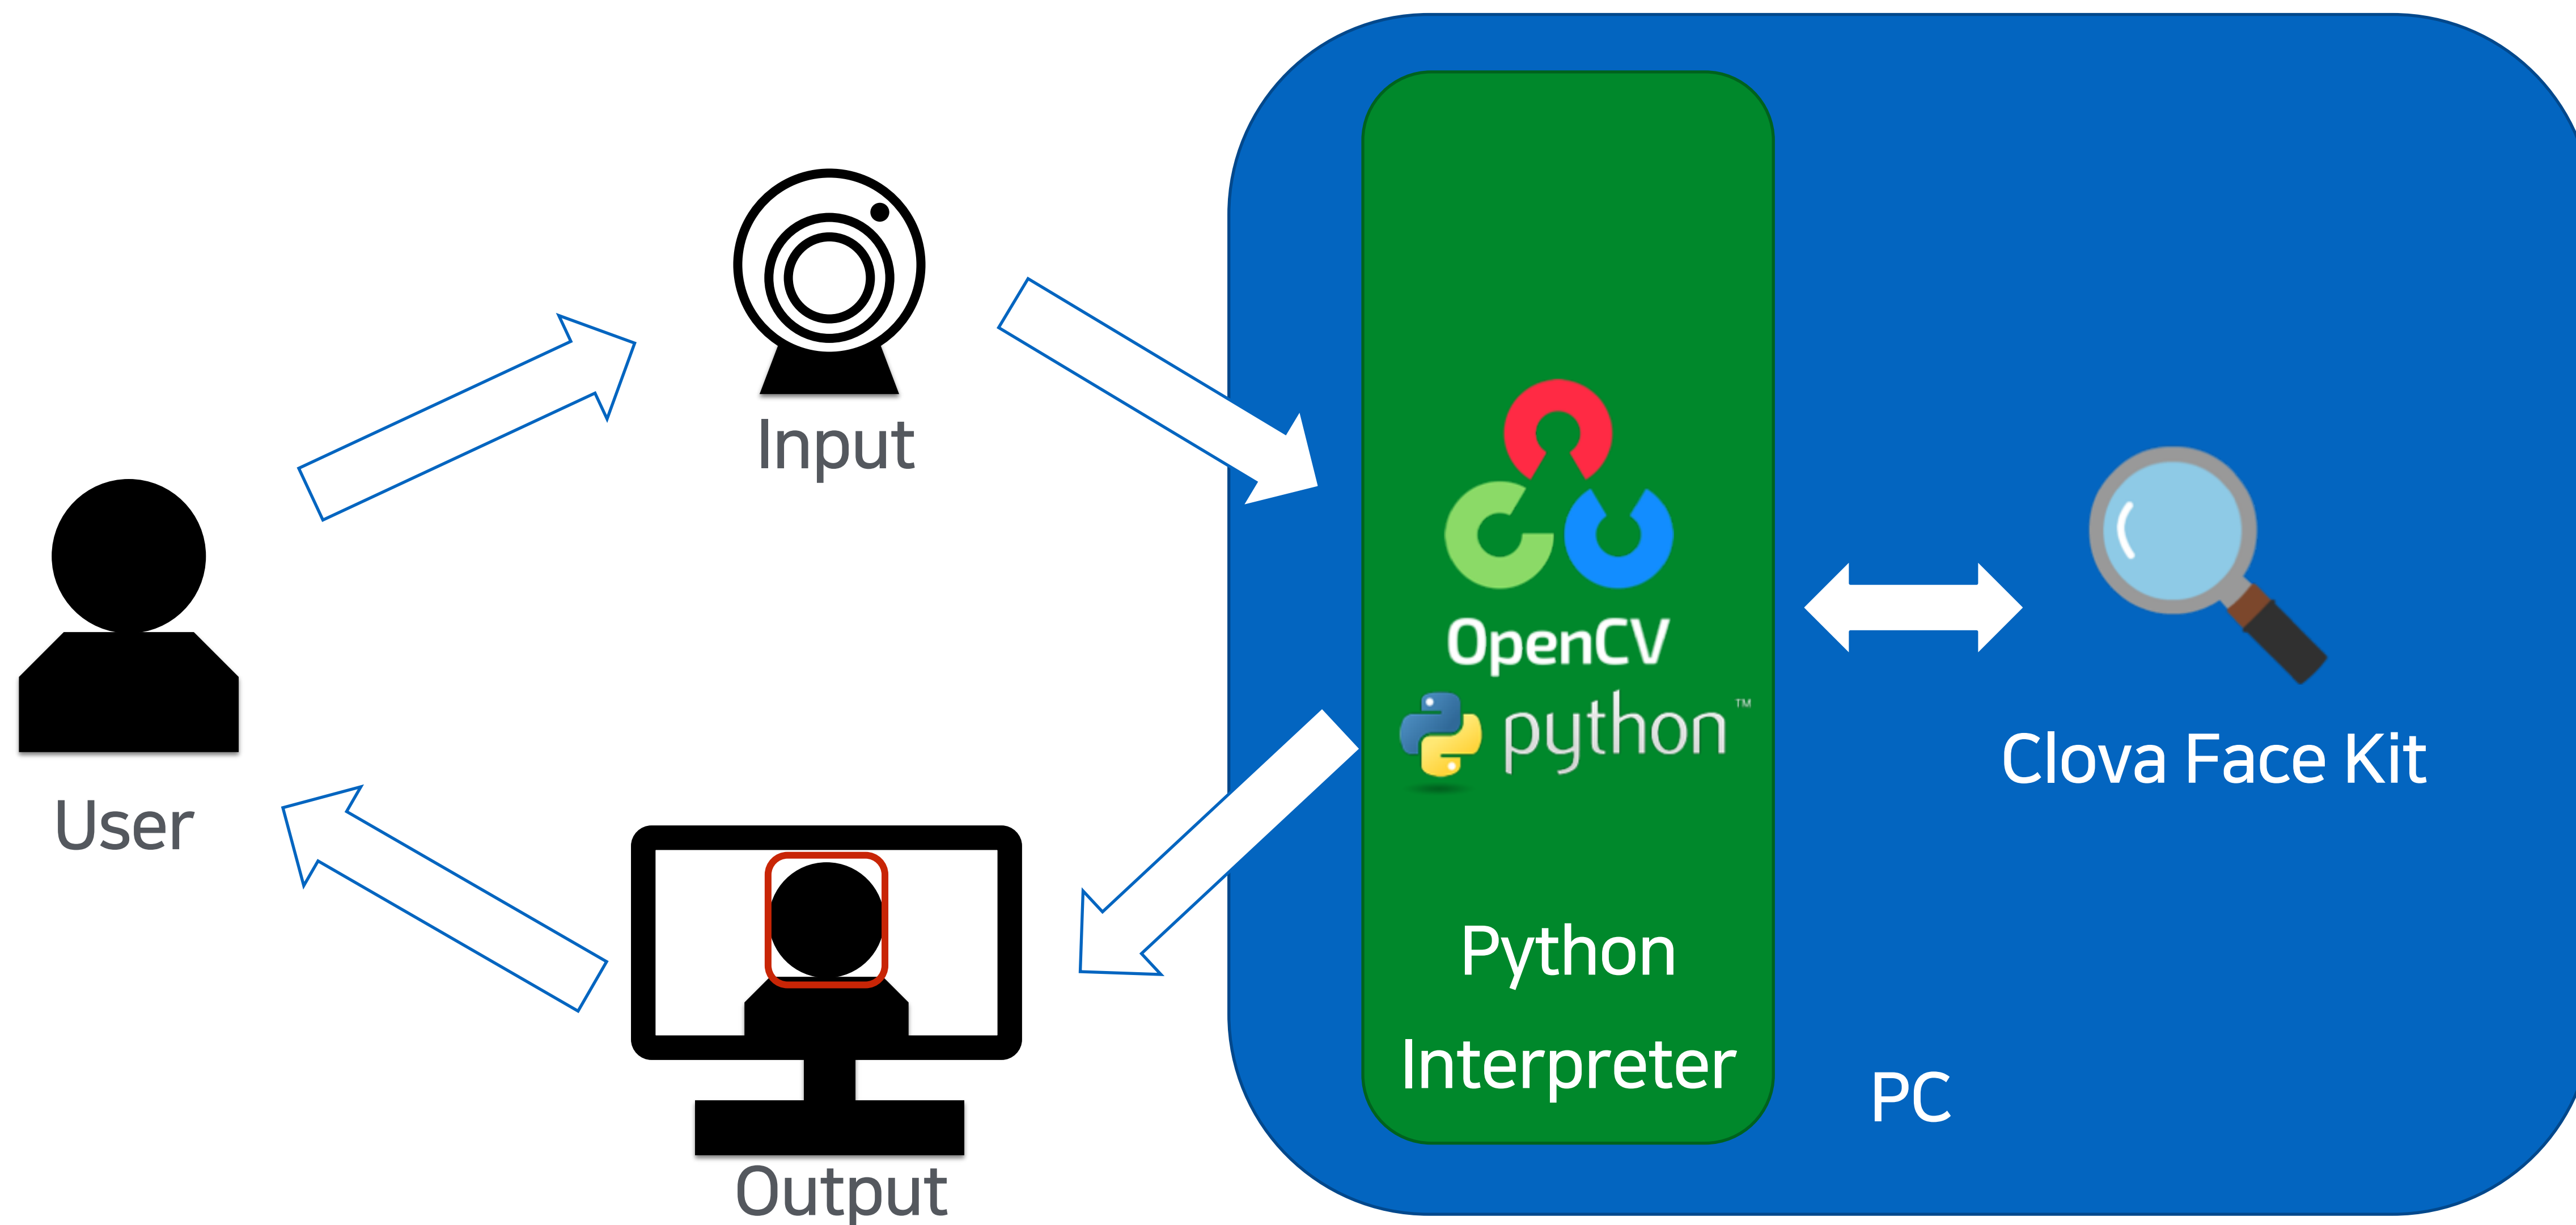 Input
User
Output
OpenCV
python™
Python
Interpreter
Clova Face Kit
PC